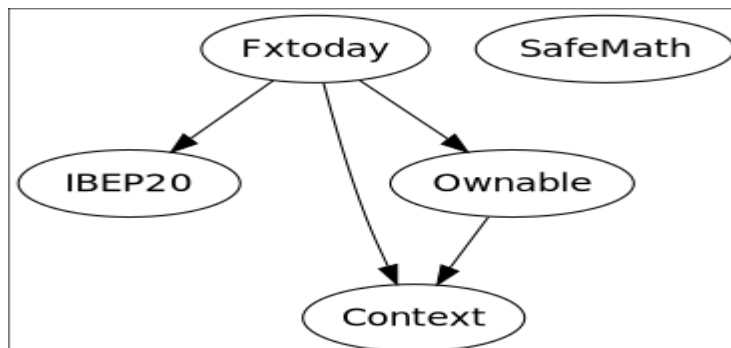 Fxtoday
SafeMath
IBEP20
Ownable
Context